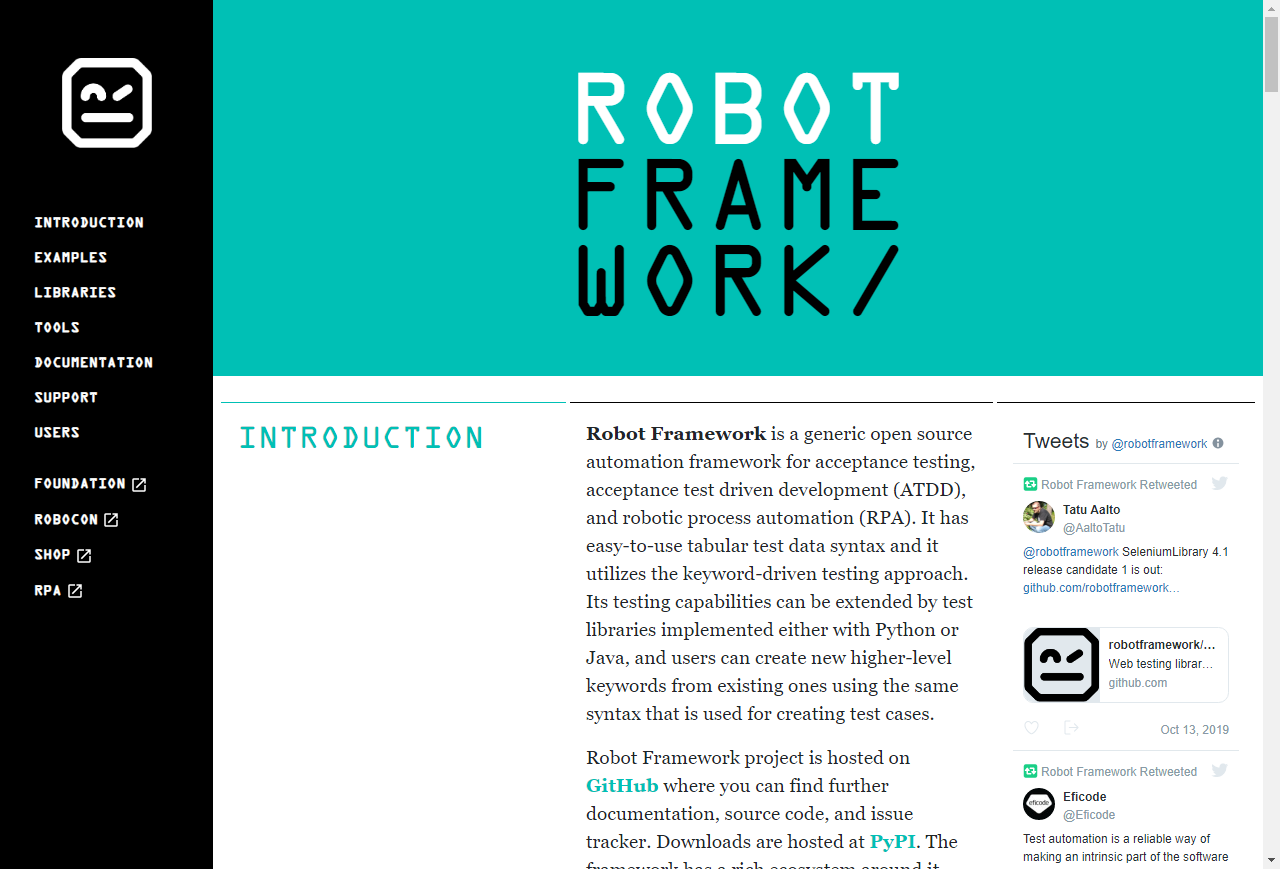 INTRODUCTION
EXAMPLES
LIBRARIES
TOOLS
DOCUMENTATION
SUPPORT
USERS
FOUNDATION
ROBOCON
SHOP
RPA
ROBOT
FRAME
WORK/
INTRODUCTION
Robot Framework is a generic open source
automation framework for acceptance testing,
acceptance test driven development (ATDD),
and robotic process automation (RPA). It has
easy-to-use tabular test data syntax and it
utilizes the keyword-driven testing approach.
Its testing capabilities can be extended by test
libraries implemented either with Python or
Java, and users can create new higher-level
keywords from existing ones using the same
syntax that is used for creating test cases.
Robot Framework project is hosted on
GitHub where you can find further
documentation, source code, and issue
tracker. Downloads are hosted at PyPI. The
framework has a rich ecosystem around it
Tweets by @robotframework
Robot Framework Retweeted
Tatu Aalto
@AaltoTatu
@robotframework SeleniumLibrary 4.1
release candidate 1 is out:
github.com/robotframework…
robotframework/…
Web testing librar…
github.com
Oct 13, 2019
Robot Framework Retweeted
eficode
Eficode
@Eficode
Test automation is a reliable way of
making an intrinsic part of the software